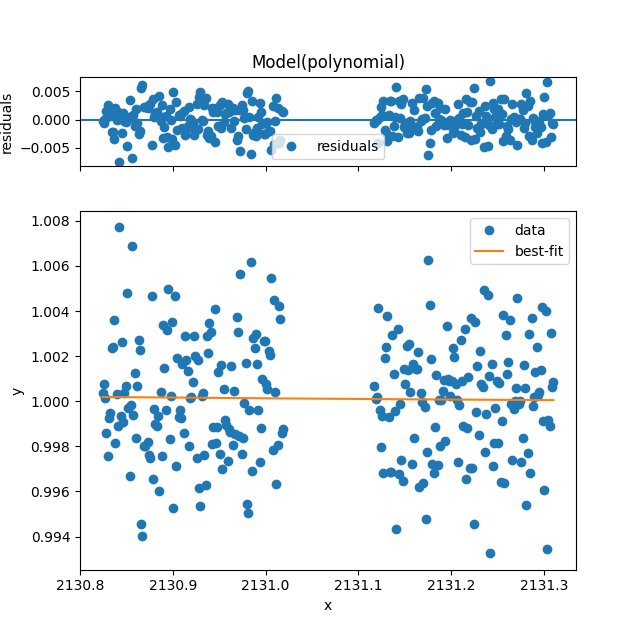 Model(polynomial)
residuals
0.005
0.000
−0.005
residuals
1.008
1.006
1.004
1.002
1.000
0.998
0.996
0.994
y
data
best-fit
2130.8
2130.9
2131.0
2131.1
2131.2
2131.3
x